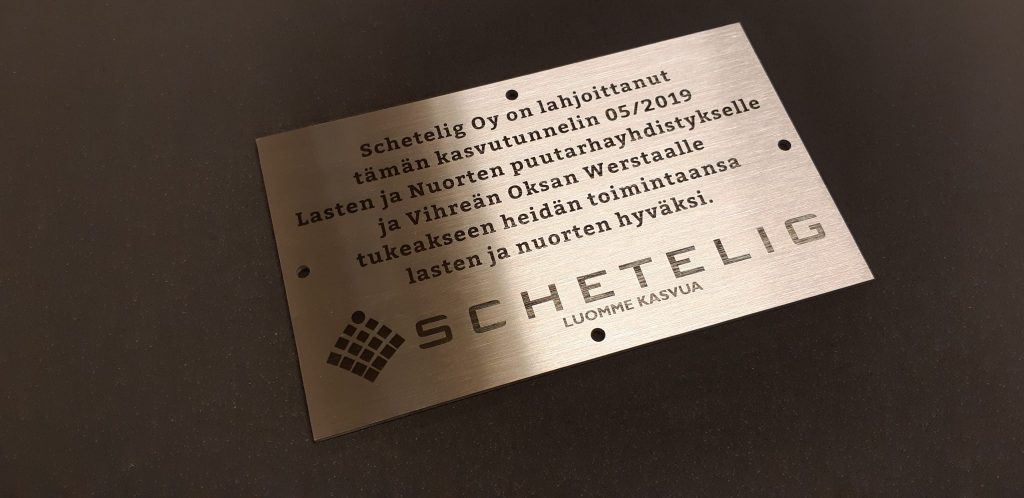 Schetelig Oy on lahjoittanut
tämän kasvutunnelin 05/2019
Lasten ja Nuorten puutarhayhdistykselle
ja Vihreän Oksan Werstaalle
tukeakseen heidän toimintaansa
lasten ja nuorten hyväksi.
SCHETELIG
LUOMME KASVUA